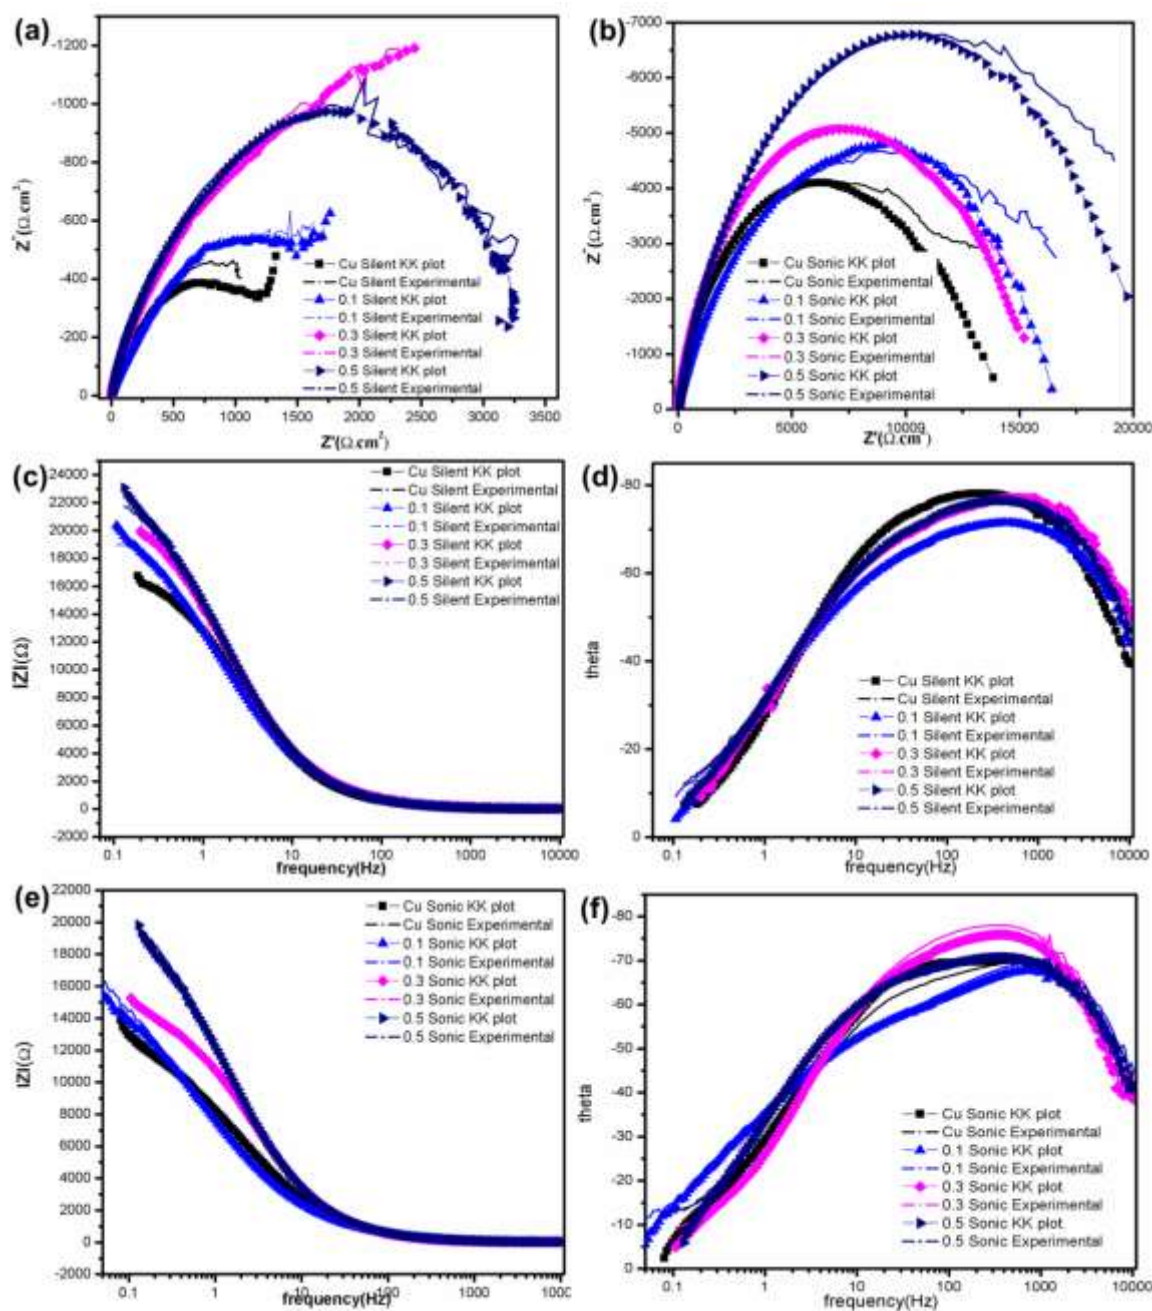 (a)
-1200
-1000
-800
-600
-400
-200
0
Z"(Ω.cm²)
0 500 1000 1500 2000 2500 3000 3500
Z'(Ω.cm²)
Cu Silent KK plot
Cu Silent Experimental
0.1 Silent KK plot
0.1 Silent Experimental
0.3 Silent KK plot
0.3 Silent Experimental
0.5 Silent KK plot
0.5 Silent Experimental
(b)
-7000
-6000
-5000
-4000
-3000
-2000
-1000
0
Z"(Ω.cm²)
0 5000 10000 15000 20000
Z'(Ω.cm²)
Cu Sonic KK plot
Cu Sonic Experimental
0.1 Sonic KK plot
0.1 Sonic Experimental
0.3 Sonic KK plot
0.3 Sonic Experimental
0.5 Sonic KK plot
0.5 Sonic Experimental
(c)
24000
22000
20000
18000
16000
14000
12000
10000
8000
6000
4000
2000
0
-2000
IZI(Ω)
0.1 1 10 100 1000 10000
frequency(Hz)
Cu Silent KK plot
Cu Silent Experimental
0.1 Silent KK plot
0.1 Silent Experimental
0.3 Silent KK plot
0.3 Silent Experimental
0.5 Silent KK plot
0.5 Silent Experimental
(d)
-80
-60
-40
-20
0
theta
0.1 1 10 100 1000 10000
frequency(Hz)
Cu Silent KK plot
Cu Silent Experimental
0.1 Silent KK plot
0.1 Silent Experimental
0.3 Silent KK plot
0.3 Silent Experimental
0.5 Silent KK plot
0.5 Silent Experimental
(e)
22000
20000
18000
16000
14000
12000
10000
8000
6000
4000
2000
0
-2000
IZI(Ω)
0.1 1 10 100 1000 10000
frequency(Hz)
Cu Sonic KK plot
Cu Sonic Experimental
0.1 Sonic KK plot
0.1 Sonic Experimental
0.3 Sonic KK plot
0.3 Sonic Experimental
0.5 Sonic KK plot
0.5 Sonic Experimental
(f)
-80
-70
-60
-50
-40
-30
-20
-10
0
theta
0.1 1 10 100 1000 10000
frequency(Hz)
Cu Sonic KK plot
Cu Sonic Experimental
0.1 Sonic KK plot
0.1 Sonic Experimental
0.3 Sonic KK plot
0.3 Sonic Experimental
0.5 Sonic KK plot
0.5 Sonic Experimental